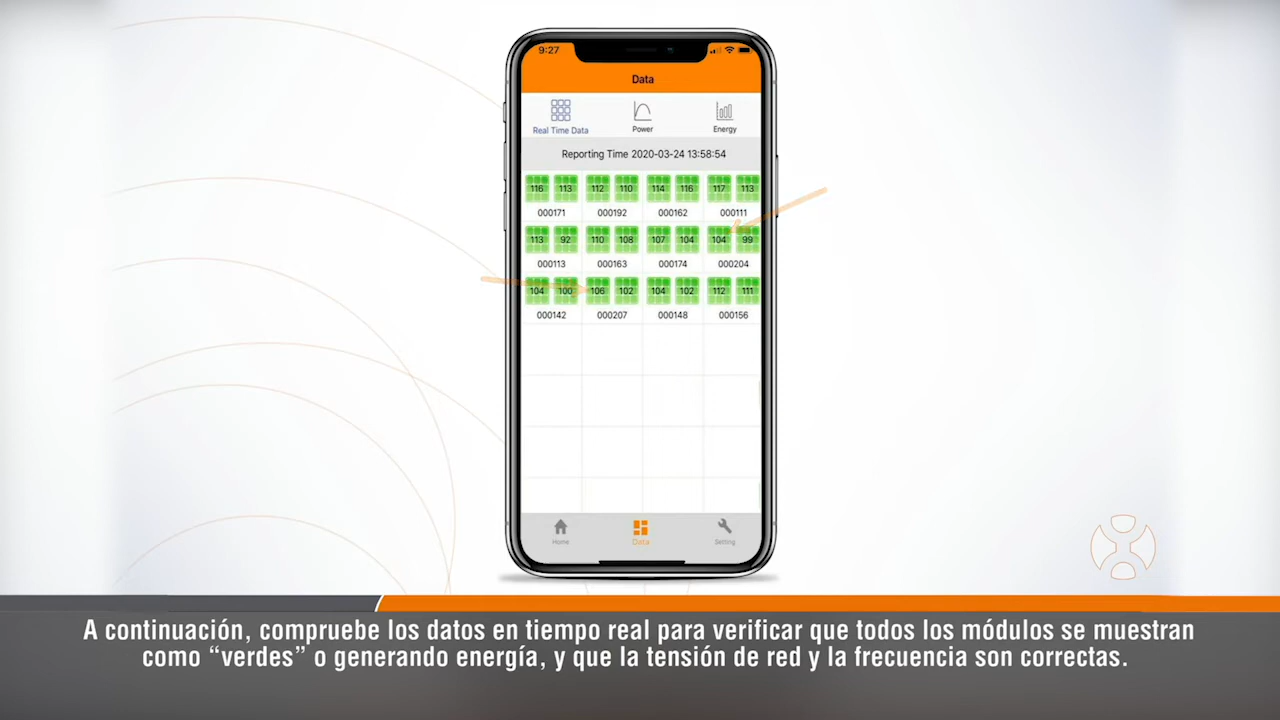 9:27
Data
Real Time Data Power Energy
Reporting Time 2020-03-24 13:58:54
116 113 112 110 114 116 117 113
000171 000192 000162 000111
113 92 110 108 107 104 104 99
000113 000163 000174 000204
104 100 106 102 104 102 112 111
000142 000207 000148 000156
Home Data Setting
A continuación, compruebe los datos en tiempo real para verificar que todos los módulos se muestran
como “verdes” o generando energía, y que la tensión de red y la frecuencia son correctas.